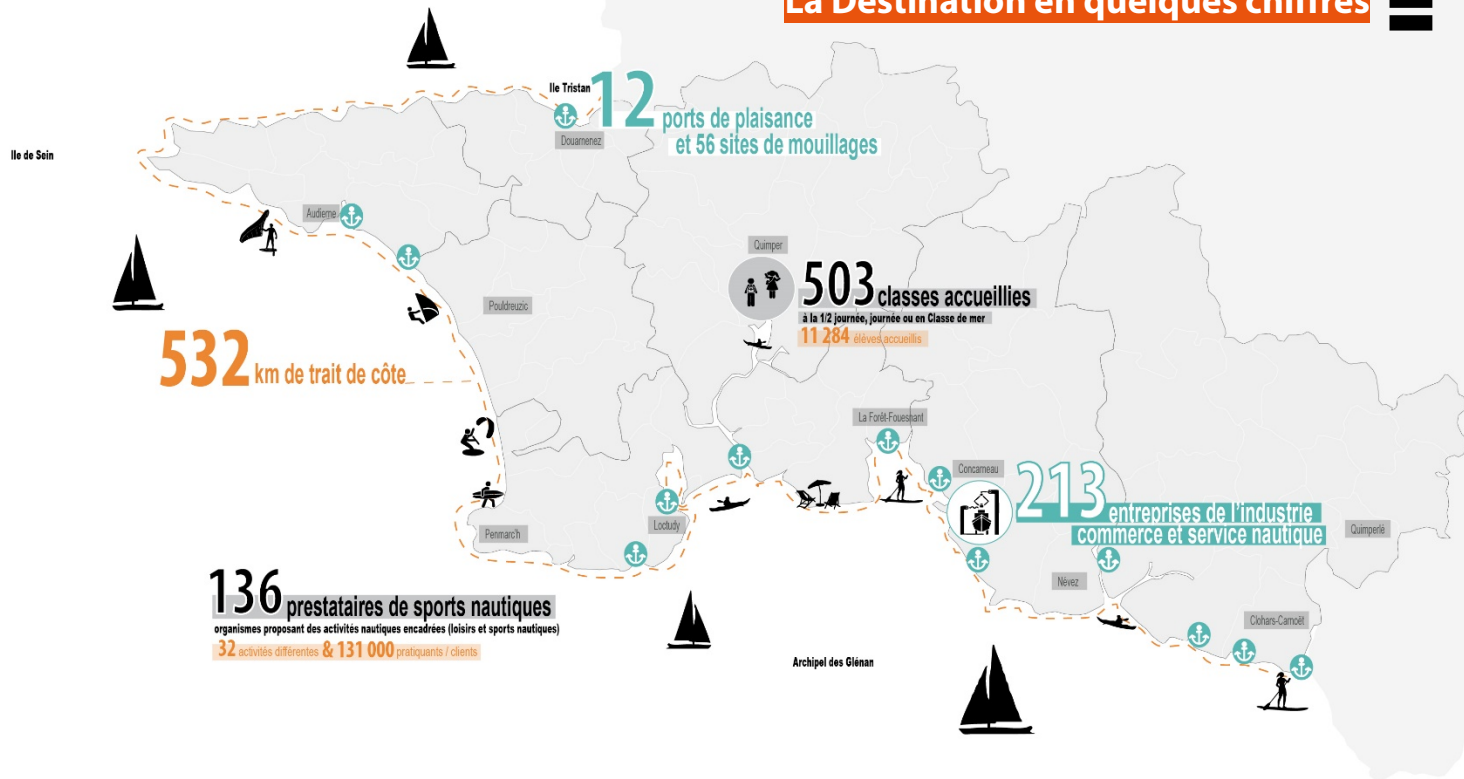 La Destination en quelques chiffres
Ile Tristan
12 ports de plaisance
et 56 sites de mouillages
Douarnenez
Ile de Sein
Audierne
Quimper
503 classes accueillies
à la 1/2 journée, journée ou en Classe de mer
11 284 élèves accueillis
Pouldreuzic
532 km de trait de côte
La Forêt-Fouesnant
Concarneau
213 entreprises de l'industrie
commerce et service nautique
Quimperlé
Penmarc'h
Loctudy
Névez
136 prestataires de sports nautiques
organismes proposant des activités nautiques encadrées (loisirs et sports nautiques)
32 activités différentes & 131 000 pratiquants / clients
Clohars-Carnoët
Archipel des Glénan